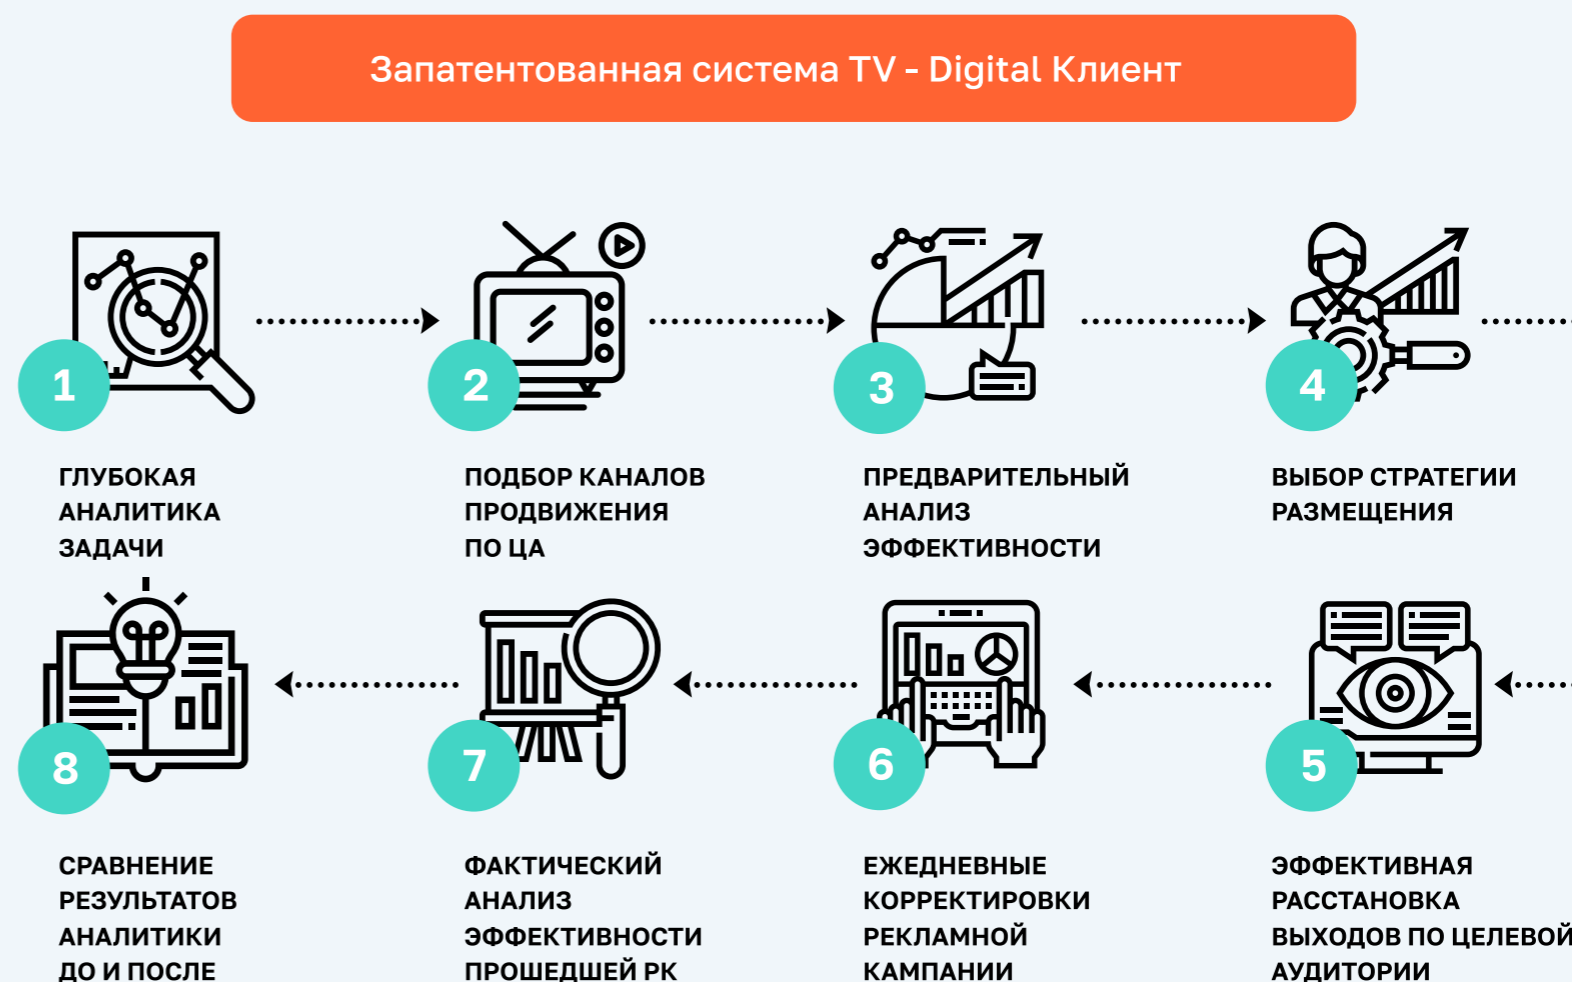 Запатентованная система TV - Digital Клиент
1
2
3
4
ГЛУБОКАЯ
АНАЛИТИКА
ЗАДАЧИ
ПОДБОР КАНАЛОВ
ПРОДВИЖЕНИЯ
ПО ЦА
ПРЕДВАРИТЕЛЬНЫЙ
АНАЛИЗ
ЭФФЕКТИВНОСТИ
ВЫБОР СТРАТЕГИИ
РАЗМЕЩЕНИЯ
8
7
6
5
СРАВНЕНИЕ
РЕЗУЛЬТАТОВ
АНАЛИТИКИ
ДО И ПОСЛЕ
ФАКТИЧЕСКИЙ
АНАЛИЗ
ЭФФЕКТИВНОСТИ
ПРОШЕДШЕЙ РК
ЕЖЕДНЕВНЫЕ
КОРРЕКТИРОВКИ
РЕКЛАМНОЙ
КАМПАНИИ
ЭФФЕКТИВНАЯ
РАССТАНОВКА
ВЫХОДОВ ПО ЦЕЛЕВОЙ
АУДИТОРИИ